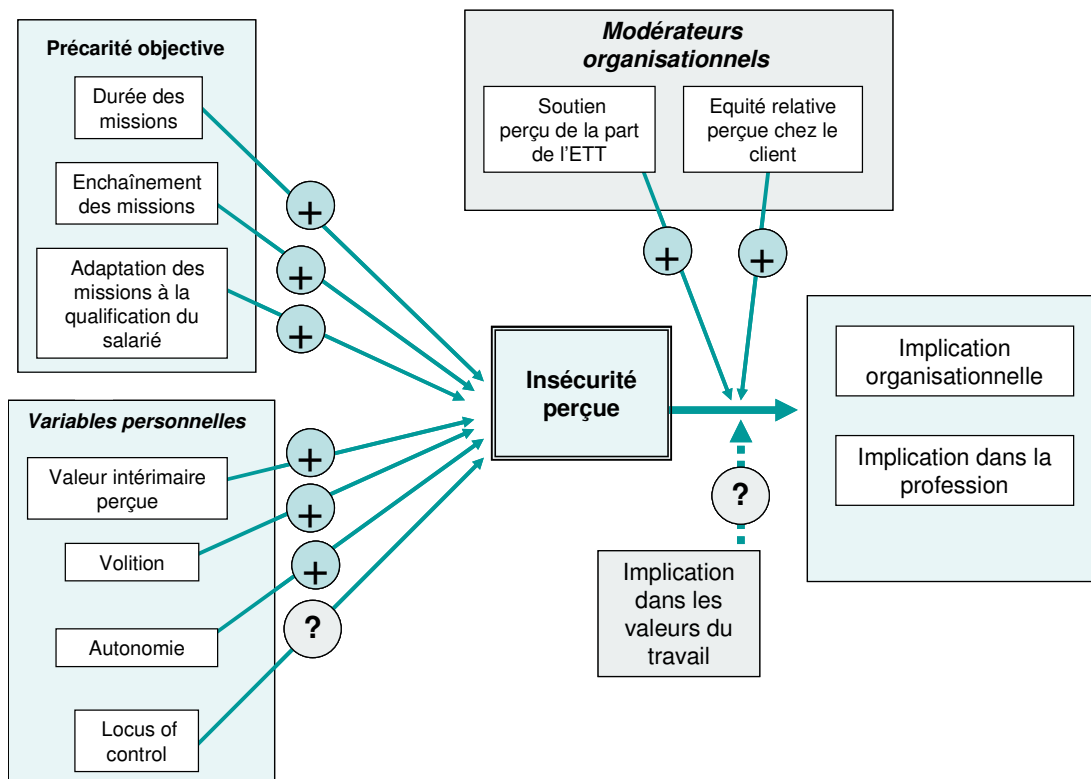 Précarité objective
Durée des
missions
+
Enchaînement
des missions
+
Adaptation des
missions à la
qualification du
salarié
+
Variables personnelles
Valeur intérimaire
perçue
+
Volition
+
Autonomie
+
Locus of
control
?
Insécurité
perçue
Modérateurs
organisationnels
Soutien
perçu de la part
de l’ETT
+
Equité relative
perçue chez le
client
+
?
Implication
dans les
valeurs du
travail
Implication
organisationnelle
Implication dans la
profession